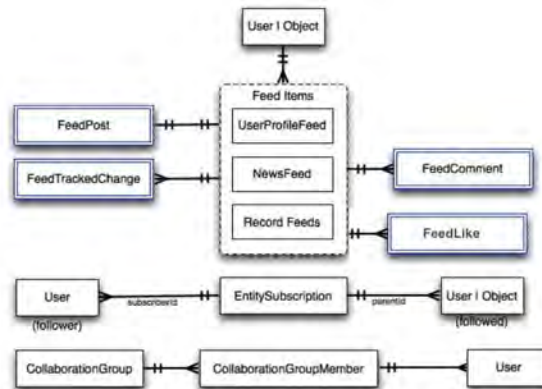 User | Object
Feed Items
UserProfileFeed
NewsFeed
Record Feeds
FeedPost
FeedTrackedChange
FeedComment
FeedLike
User
(follower)
subscriberid
EntitySubscription
parentid
User | Object
(followed)
CollaborationGroup
CollaborationGroupMember
User